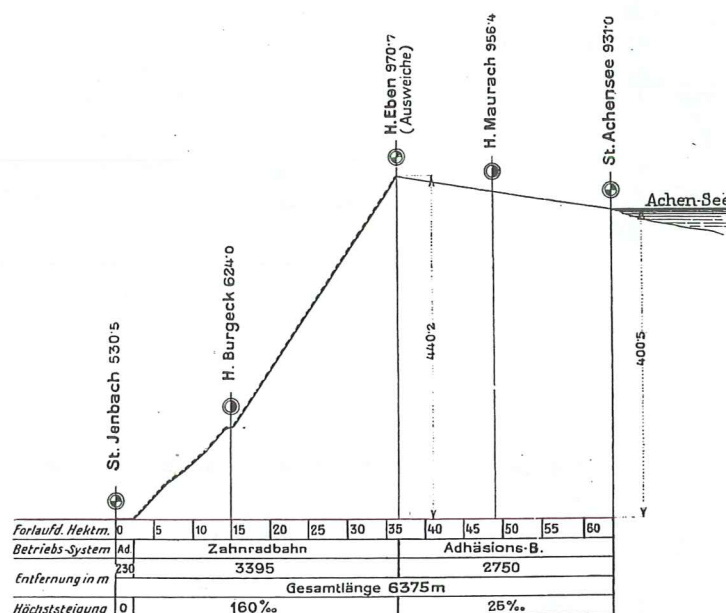 St. Jenbach 530·5
H. Burgeck 624·0
H. Eben 970·7
(Ausweiche)
H. Maurach 956·4
St. Achensee 931·0
Achen-See
440·2
400·5
Forlaufd. Hektm. 0 5 10 15 20 25 30 35 40 45 50 55 60
Betriebs-System Ad. Zahnradbahn Adhäsions-B.
Entfernung in m 230 3395 2750
Gesamtlänge 6375m
Höchststeigung 0 160‰ 25‰